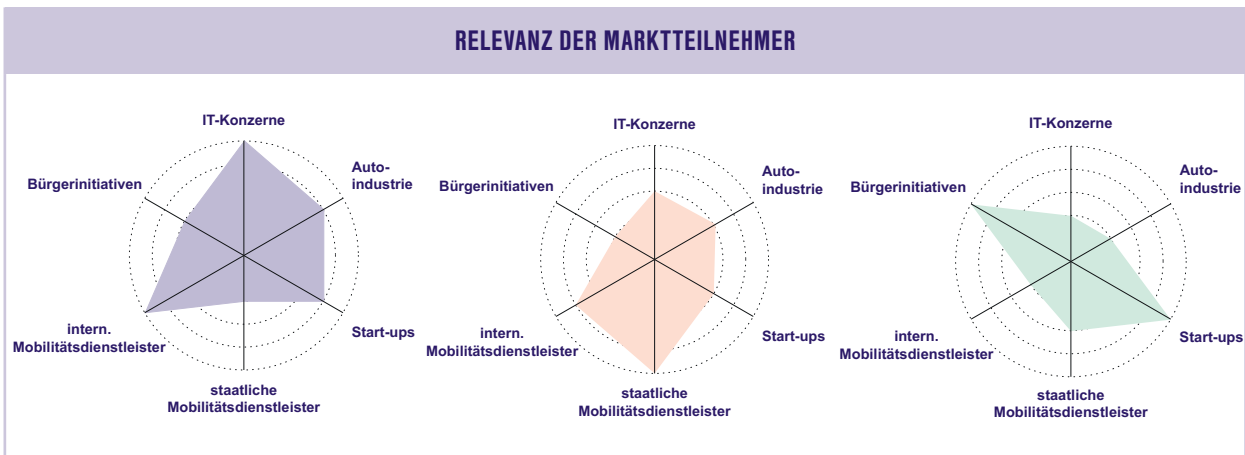 RELEVANZ DER MARKTTEILNEHMER
IT-Konzerne
Auto-
industrie
Start-ups
staatliche
Mobilitätsdienstleister
intern.
Mobilitätsdienstleister
Bürgerinitiativen
IT-Konzerne
Auto-
industrie
Start-ups
staatliche
Mobilitätsdienstleister
intern.
Mobilitätsdienstleister
Bürgerinitiativen
IT-Konzerne
Auto-
industrie
Start-ups
staatliche
Mobilitätsdienstleister
intern.
Mobilitätsdienstleister
Bürgerinitiativen